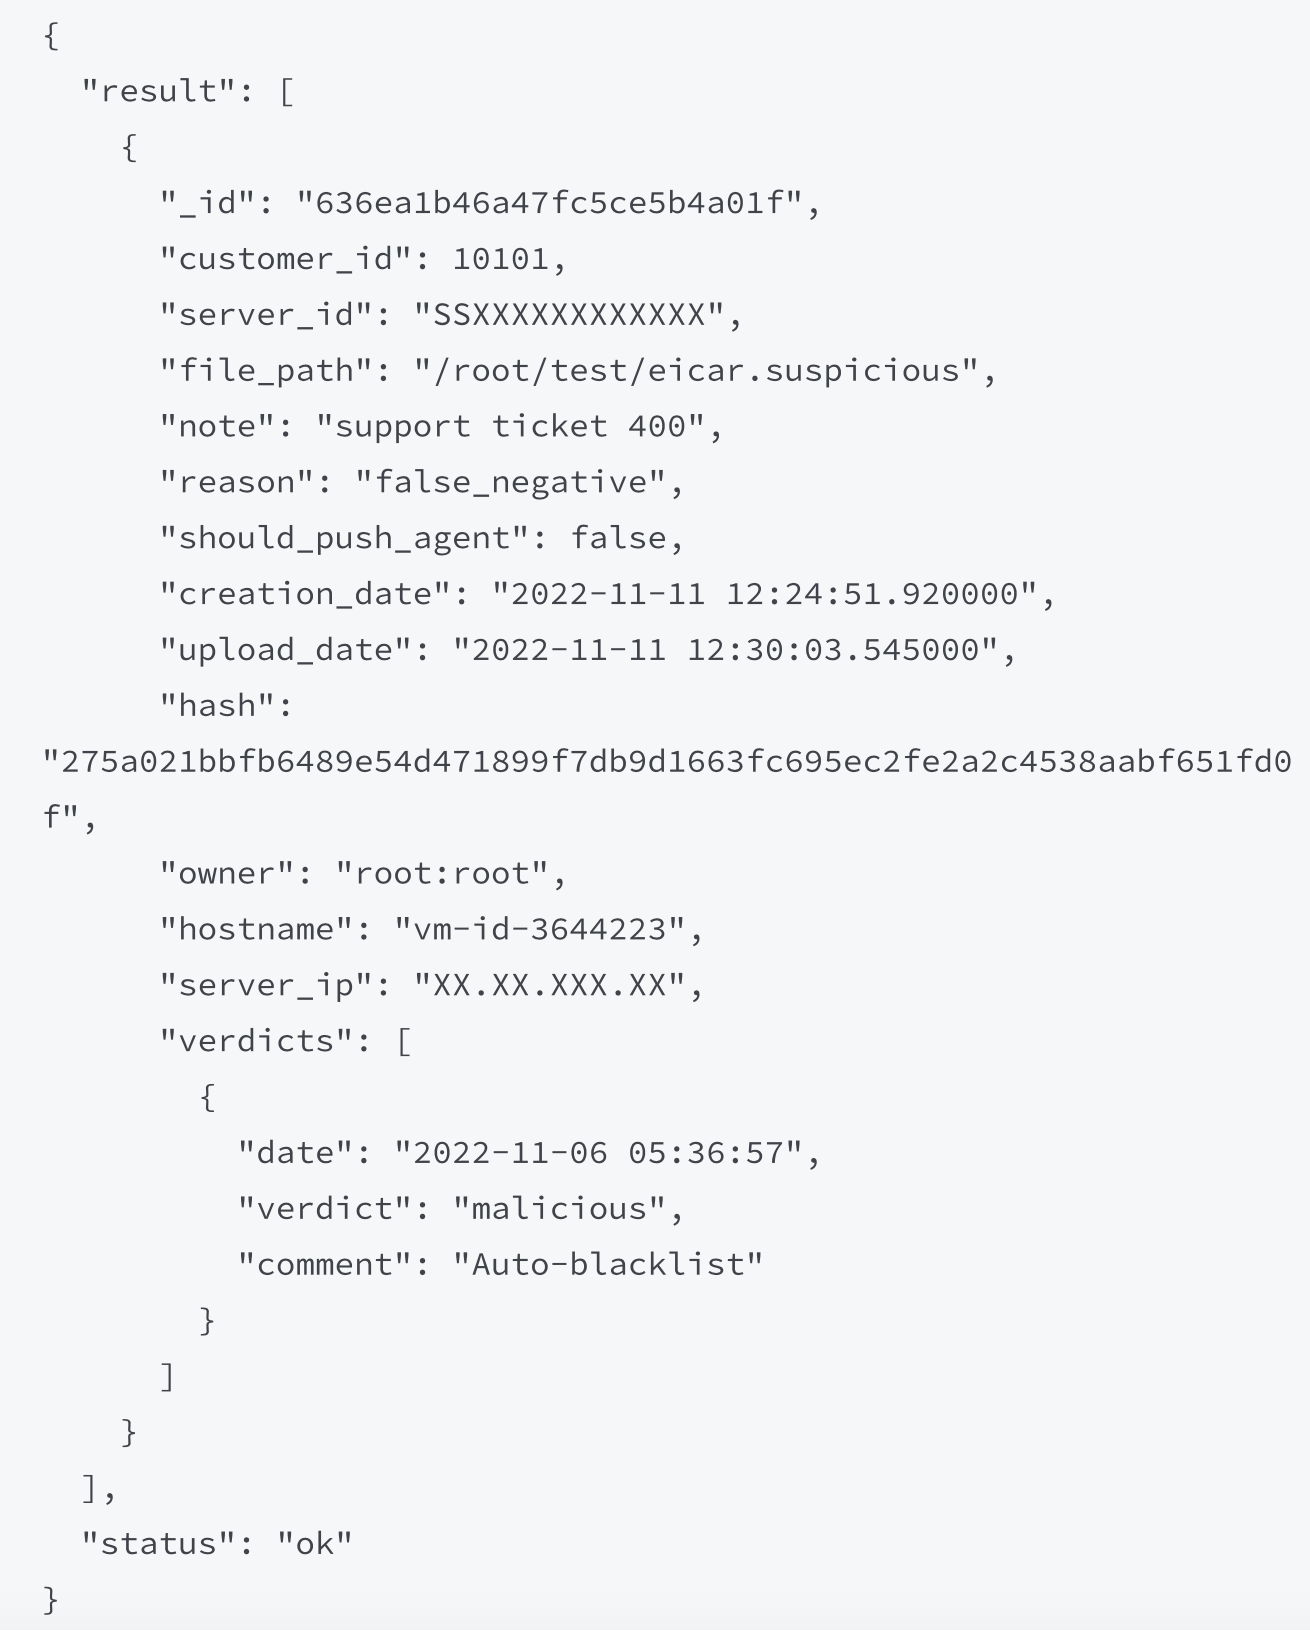 {
  "result": [
    {
      "_id": "636ea1b46a47fc5ce5b4a01f",
      "customer_id": 10101,
      "server_id": "SSXXXXXXXXXXXX",
      "file_path": "/root/test/eicar.suspicious",
      "note": "support ticket 400",
      "reason": "false_negative",
      "should_push_agent": false,
      "creation_date": "2022-11-11 12:24:51.920000",
      "upload_date": "2022-11-11 12:30:03.545000",
      "hash":
"275a021bbfb6489e54d471899f7db9d1663fc695ec2fe2a2c4538aabf651fd0
f",
      "owner": "root:root",
      "hostname": "vm-id-3644223",
      "server_ip": "XX.XX.XXX.XX",
      "verdicts": [
        {
          "date": "2022-11-06 05:36:57",
          "verdict": "malicious",
          "comment": "Auto-blacklist"
        }
      ]
    }
  ],
  "status": "ok"
}